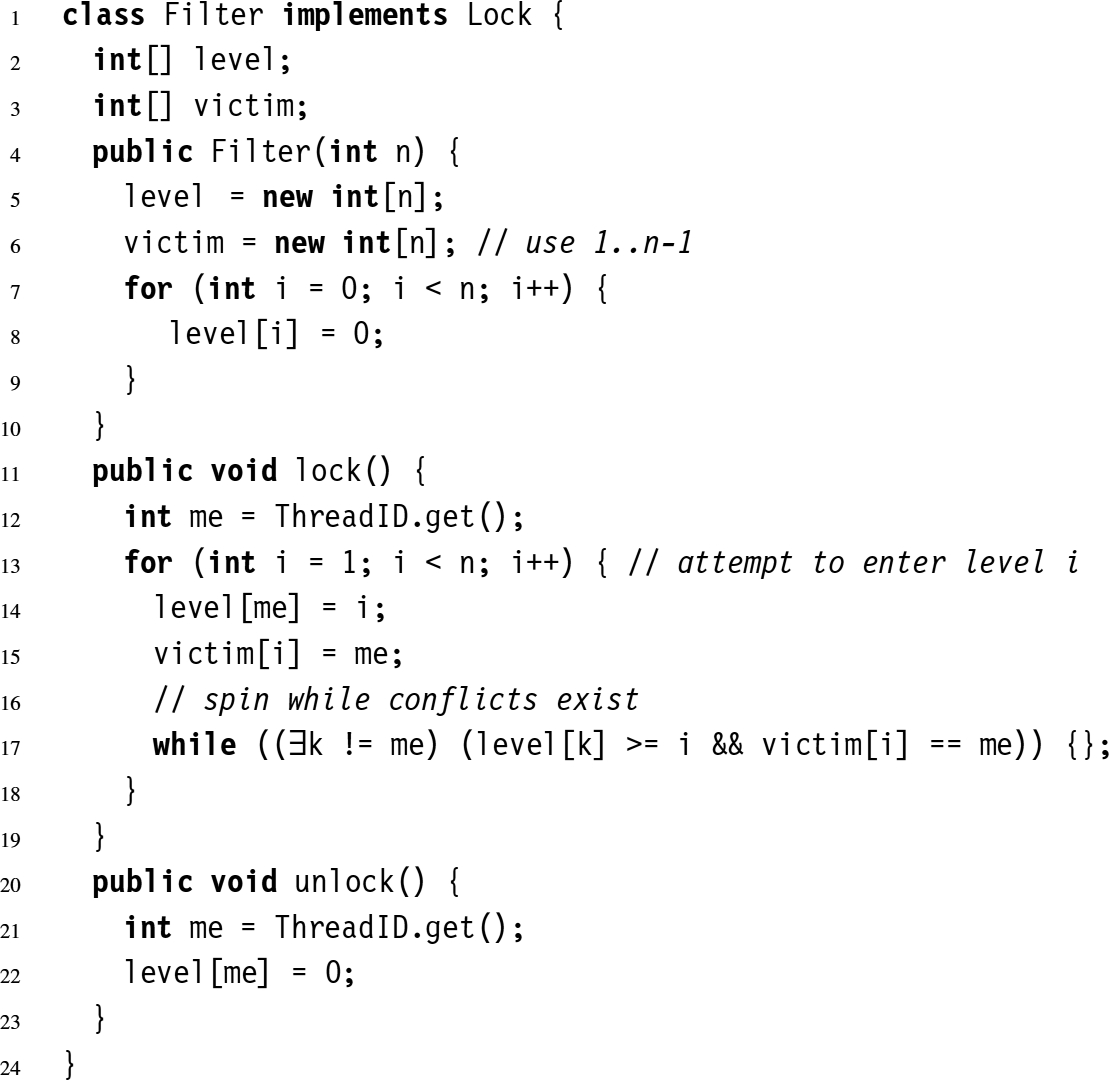 1 class Filter implements Lock {
2 int[] level;
3 int[] victim;
4 public Filter(int n) {
5 level = new int[n];
6 victim = new int[n]; // use 1..n-1
7 for (int i = 0; i < n; i++) {
8 level[i] = 0;
9 }
10 }
11 public void lock() {
12 int me = ThreadID.get();
13 for (int i = 1; i < n; i++) { // attempt to enter level i
14 level[me] = i;
15 victim[i] = me;
16 // spin while conflicts exist
17 while ((∃k != me) (level[k] >= i && victim[i] == me)) {};
18 }
19 }
20 public void unlock() {
21 int me = ThreadID.get();
22 level[me] = 0;
23 }
24 }